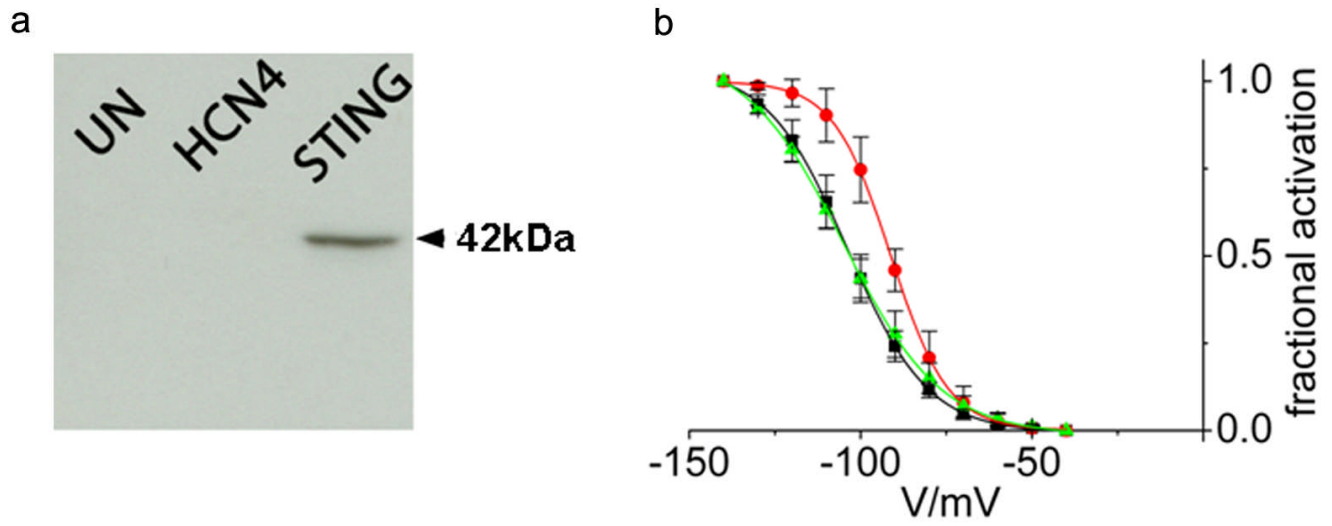 a
UN
HCN4
STING
42kDa
b
1.0
0.5
0.0
fractional activation
-150
-100
-50
V/mV